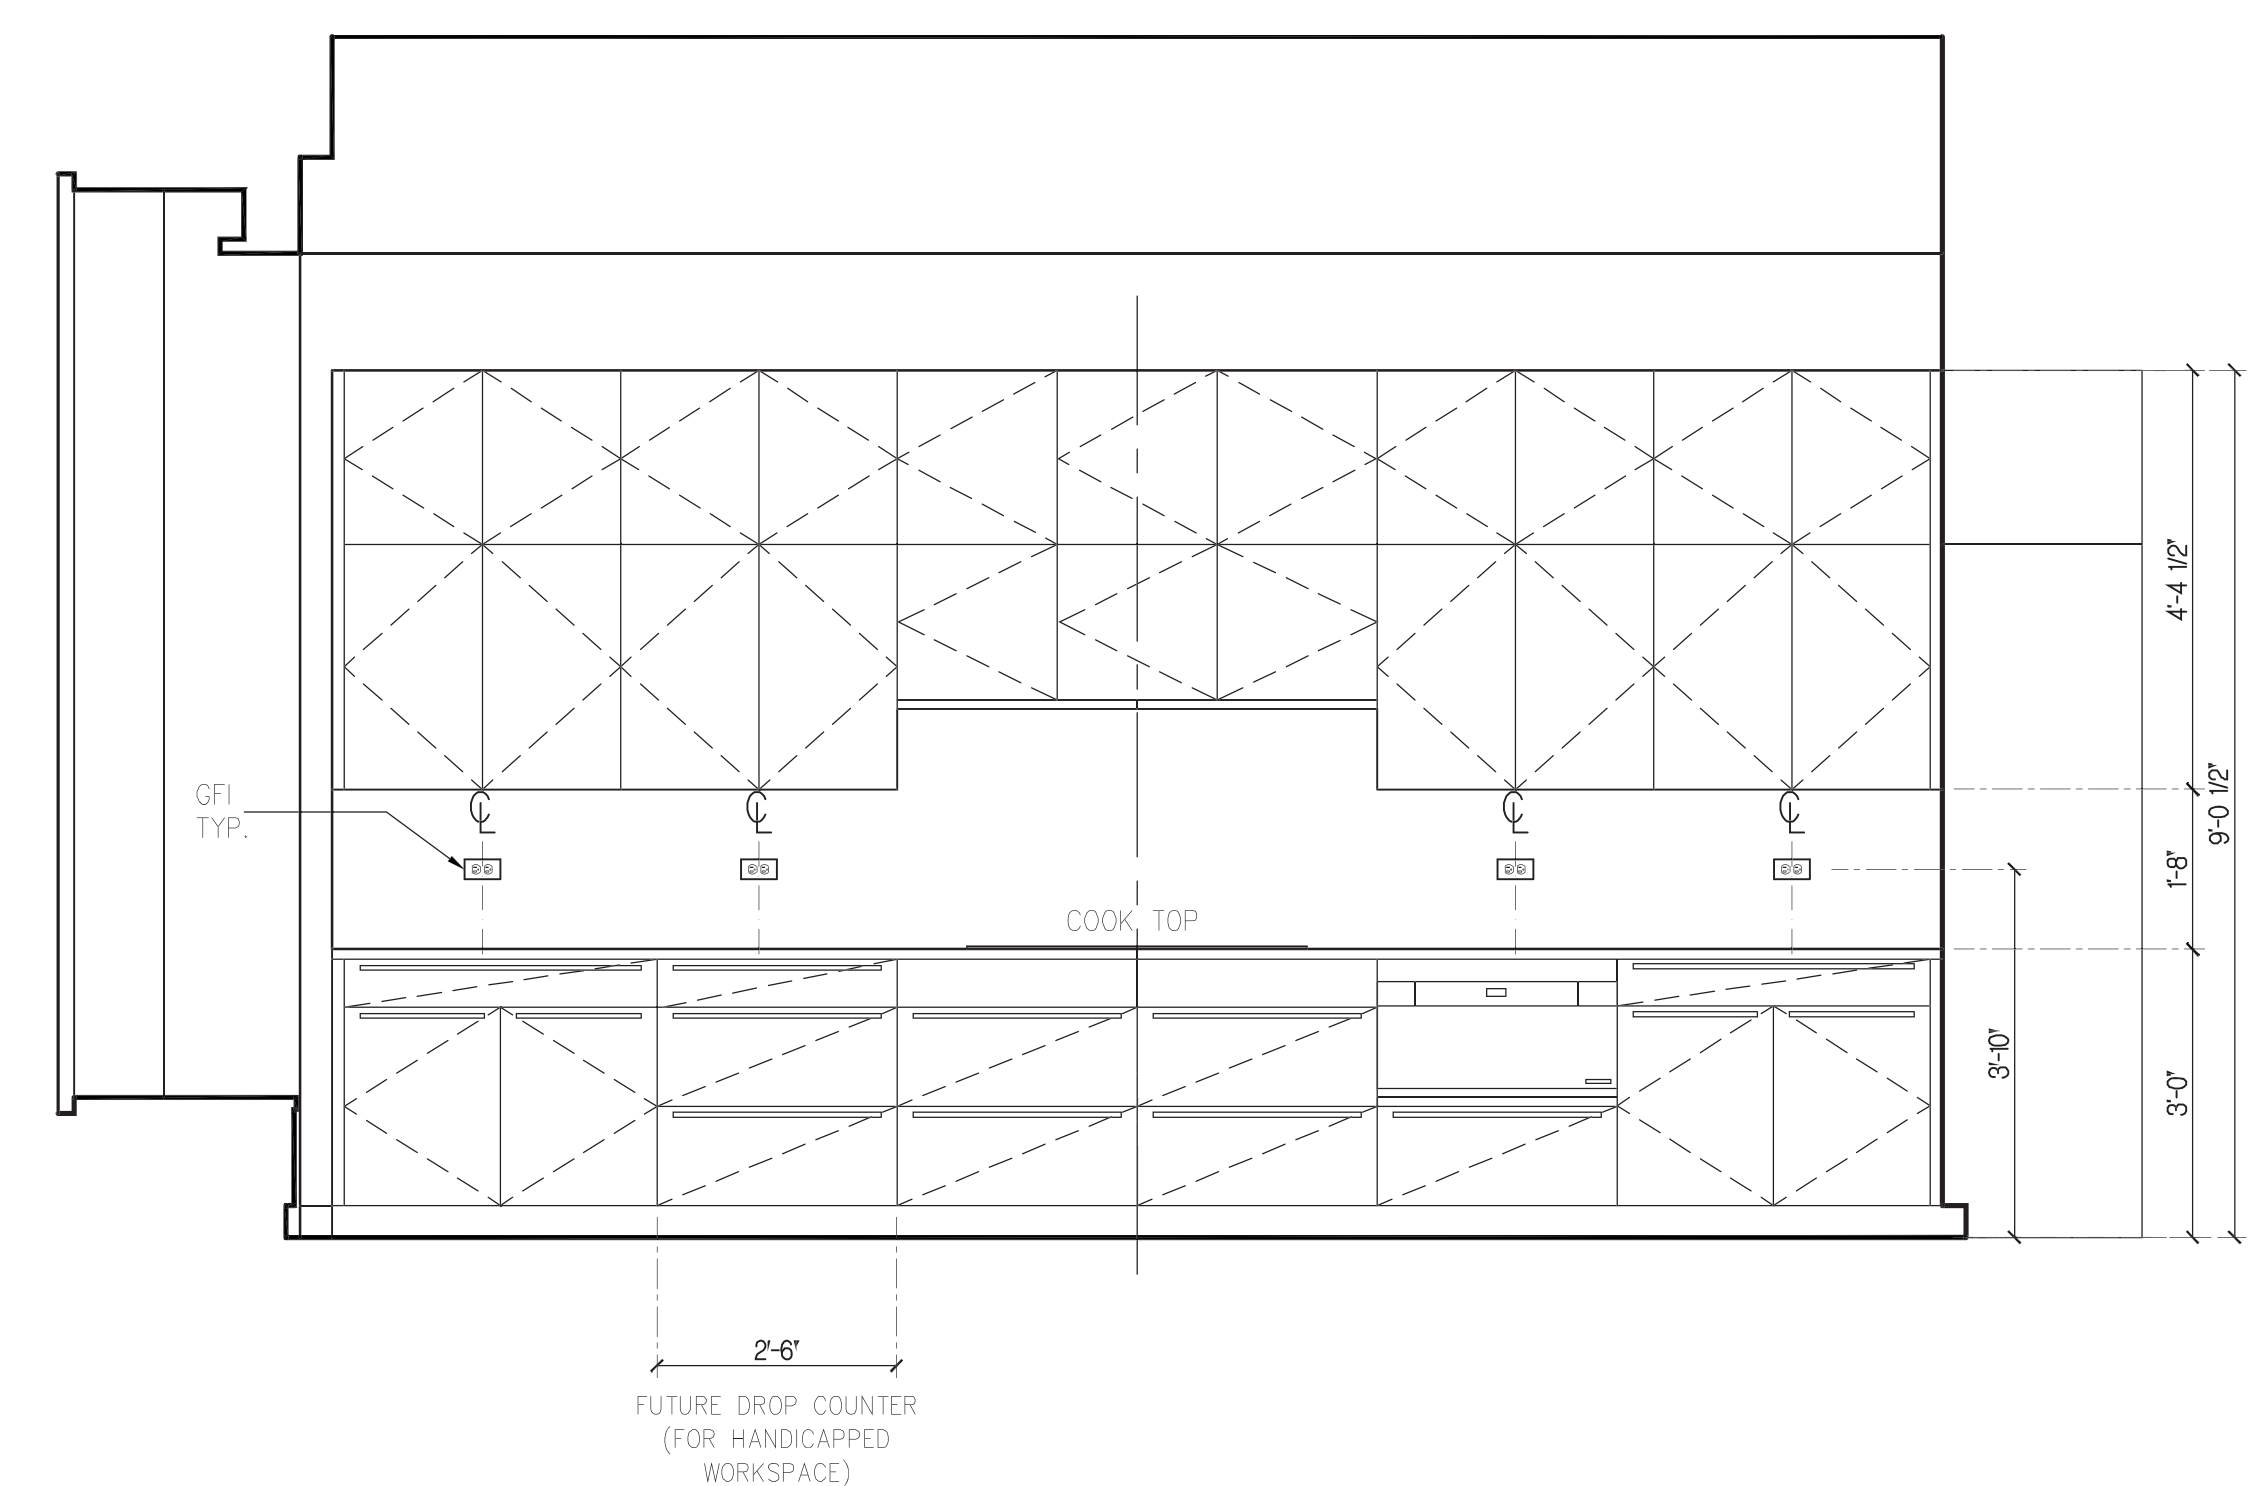 4'-4 1/2"
9'-0 1/2"
GFI
TYP.
℄
℄
℄
℄
1'-8"
COOK TOP
3'-10"
3'-0"
2'-6"
FUTURE DROP COUNTER
(FOR HANDICAPPED
WORKSPACE)